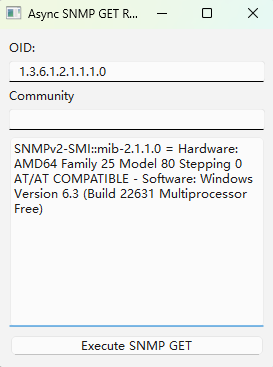 Async SNMP GET R...
OID:
1.3.6.1.2.1.1.1.0
Community
SNMPv2-SMI::mib-2.1.1.0 = Hardware:
AMD64 Family 25 Model 80 Stepping 0
AT/AT COMPATIBLE - Software: Windows
Version 6.3 (Build 22631 Multiprocessor
Free)
Execute SNMP GET